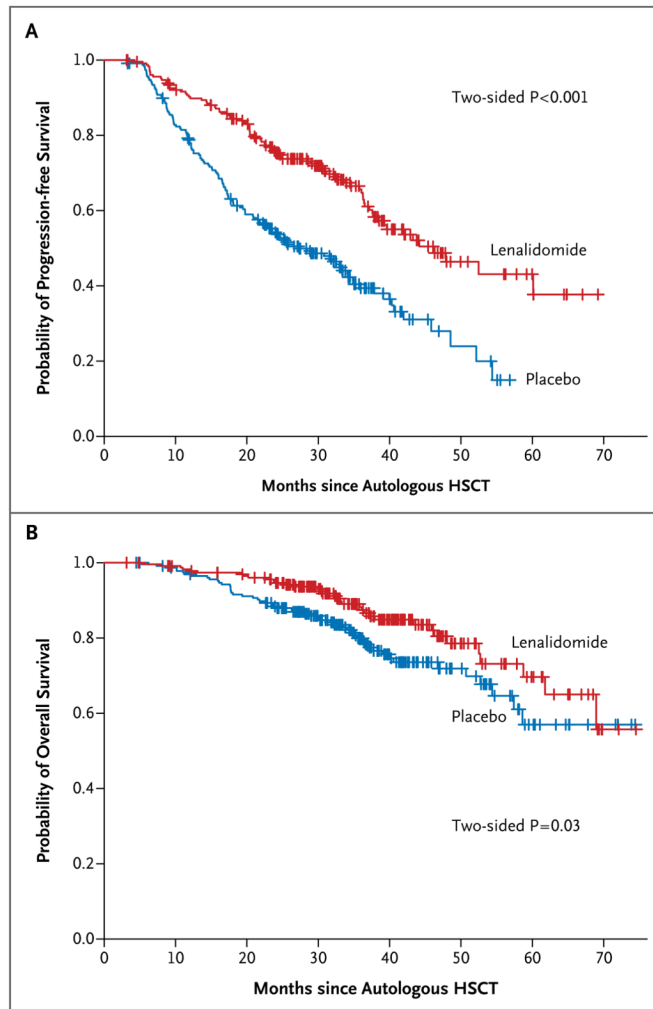 A
Probability of Progression-free Survival
1.0
0.8
0.6
0.4
0.2
0.0
Two-sided P<0.001
Lenalidomide
Placebo
0 10 20 30 40 50 60 70
Months since Autologous HSCT
B
Probability of Overall Survival
1.0
0.8
0.6
0.4
0.2
0.0
Lenalidomide
Placebo
Two-sided P=0.03
0 10 20 30 40 50 60 70
Months since Autologous HSCT